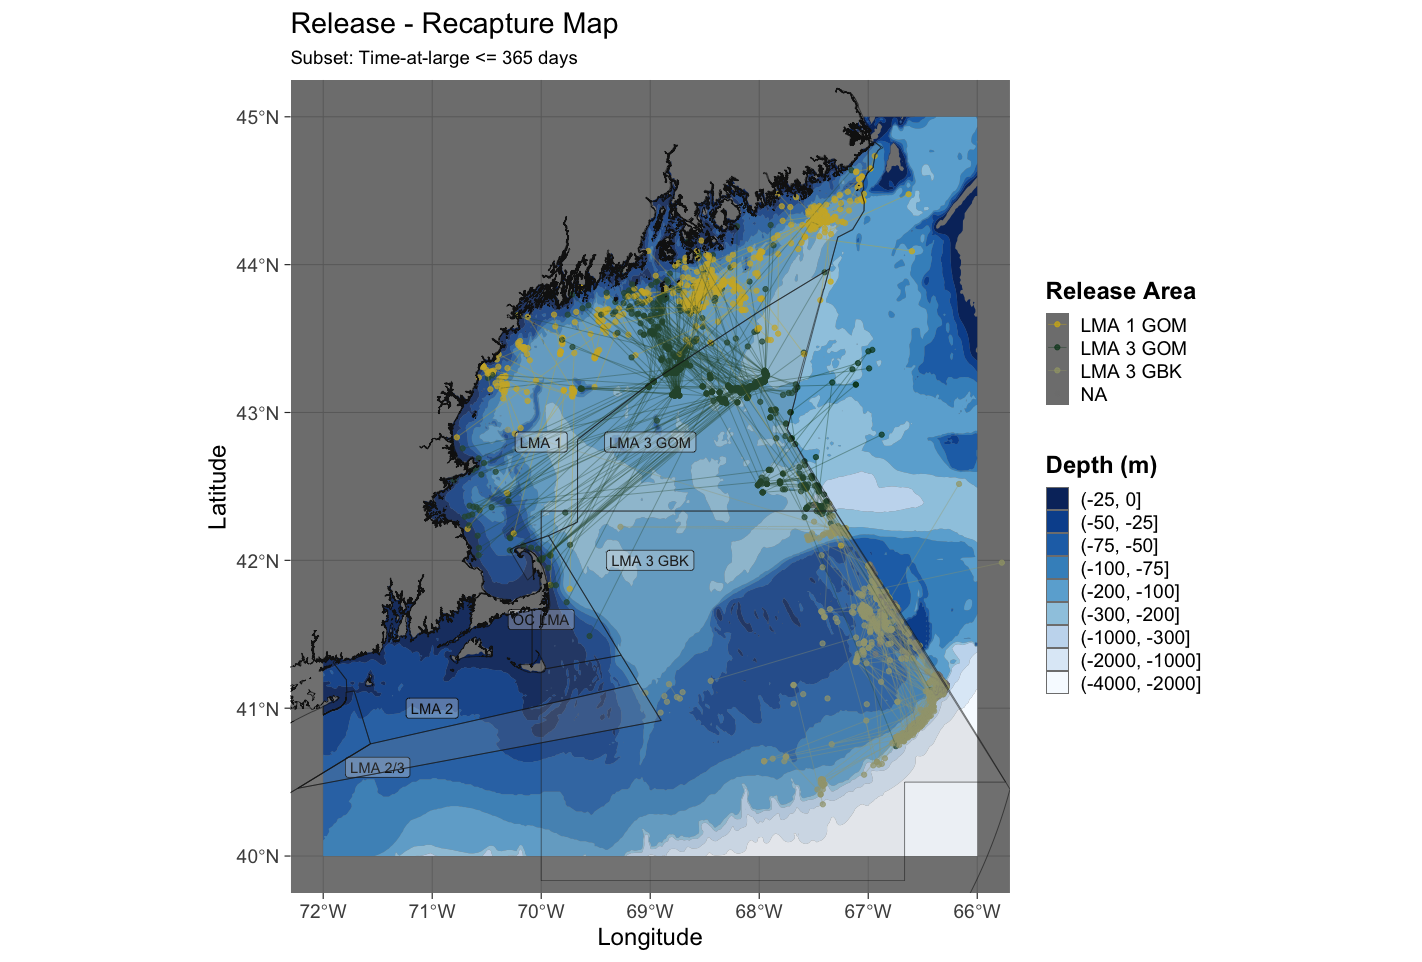 Release - Recapture Map
Subset: Time-at-large <= 365 days
45°N
44°N
43°N
42°N
41°N
40°N
Latitude
LMA 1
LMA 3 GOM
LMA 3 GBK
OC LMA
LMA 2
LMA 2/3
72°W
71°W
70°W
69°W
68°W
67°W
66°W
Longitude
Release Area
LMA 1 GOM
LMA 3 GOM
LMA 3 GBK
NA
Depth (m)
(-25, 0]
(-50, -25]
(-75, -50]
(-100, -75]
(-200, -100]
(-300, -200]
(-1000, -300]
(-2000, -1000]
(-4000, -2000]